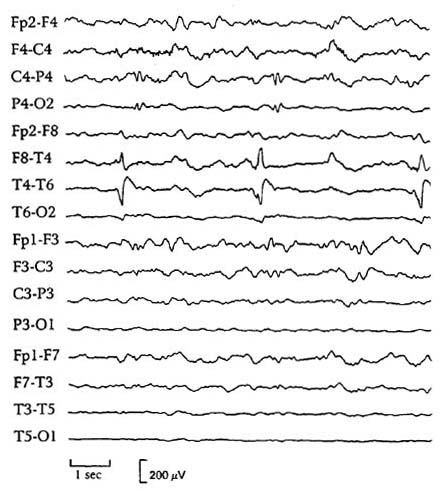 Fp2-F4
F4-C4
C4-P4
P4-O2
Fp2-F8
F8-T4
T4-T6
T6-O2
Fp1-F3
F3-C3
C3-P3
P3-O1
Fp1-F7
F7-T3
T3-T5
T5-O1
1 sec 200 μV